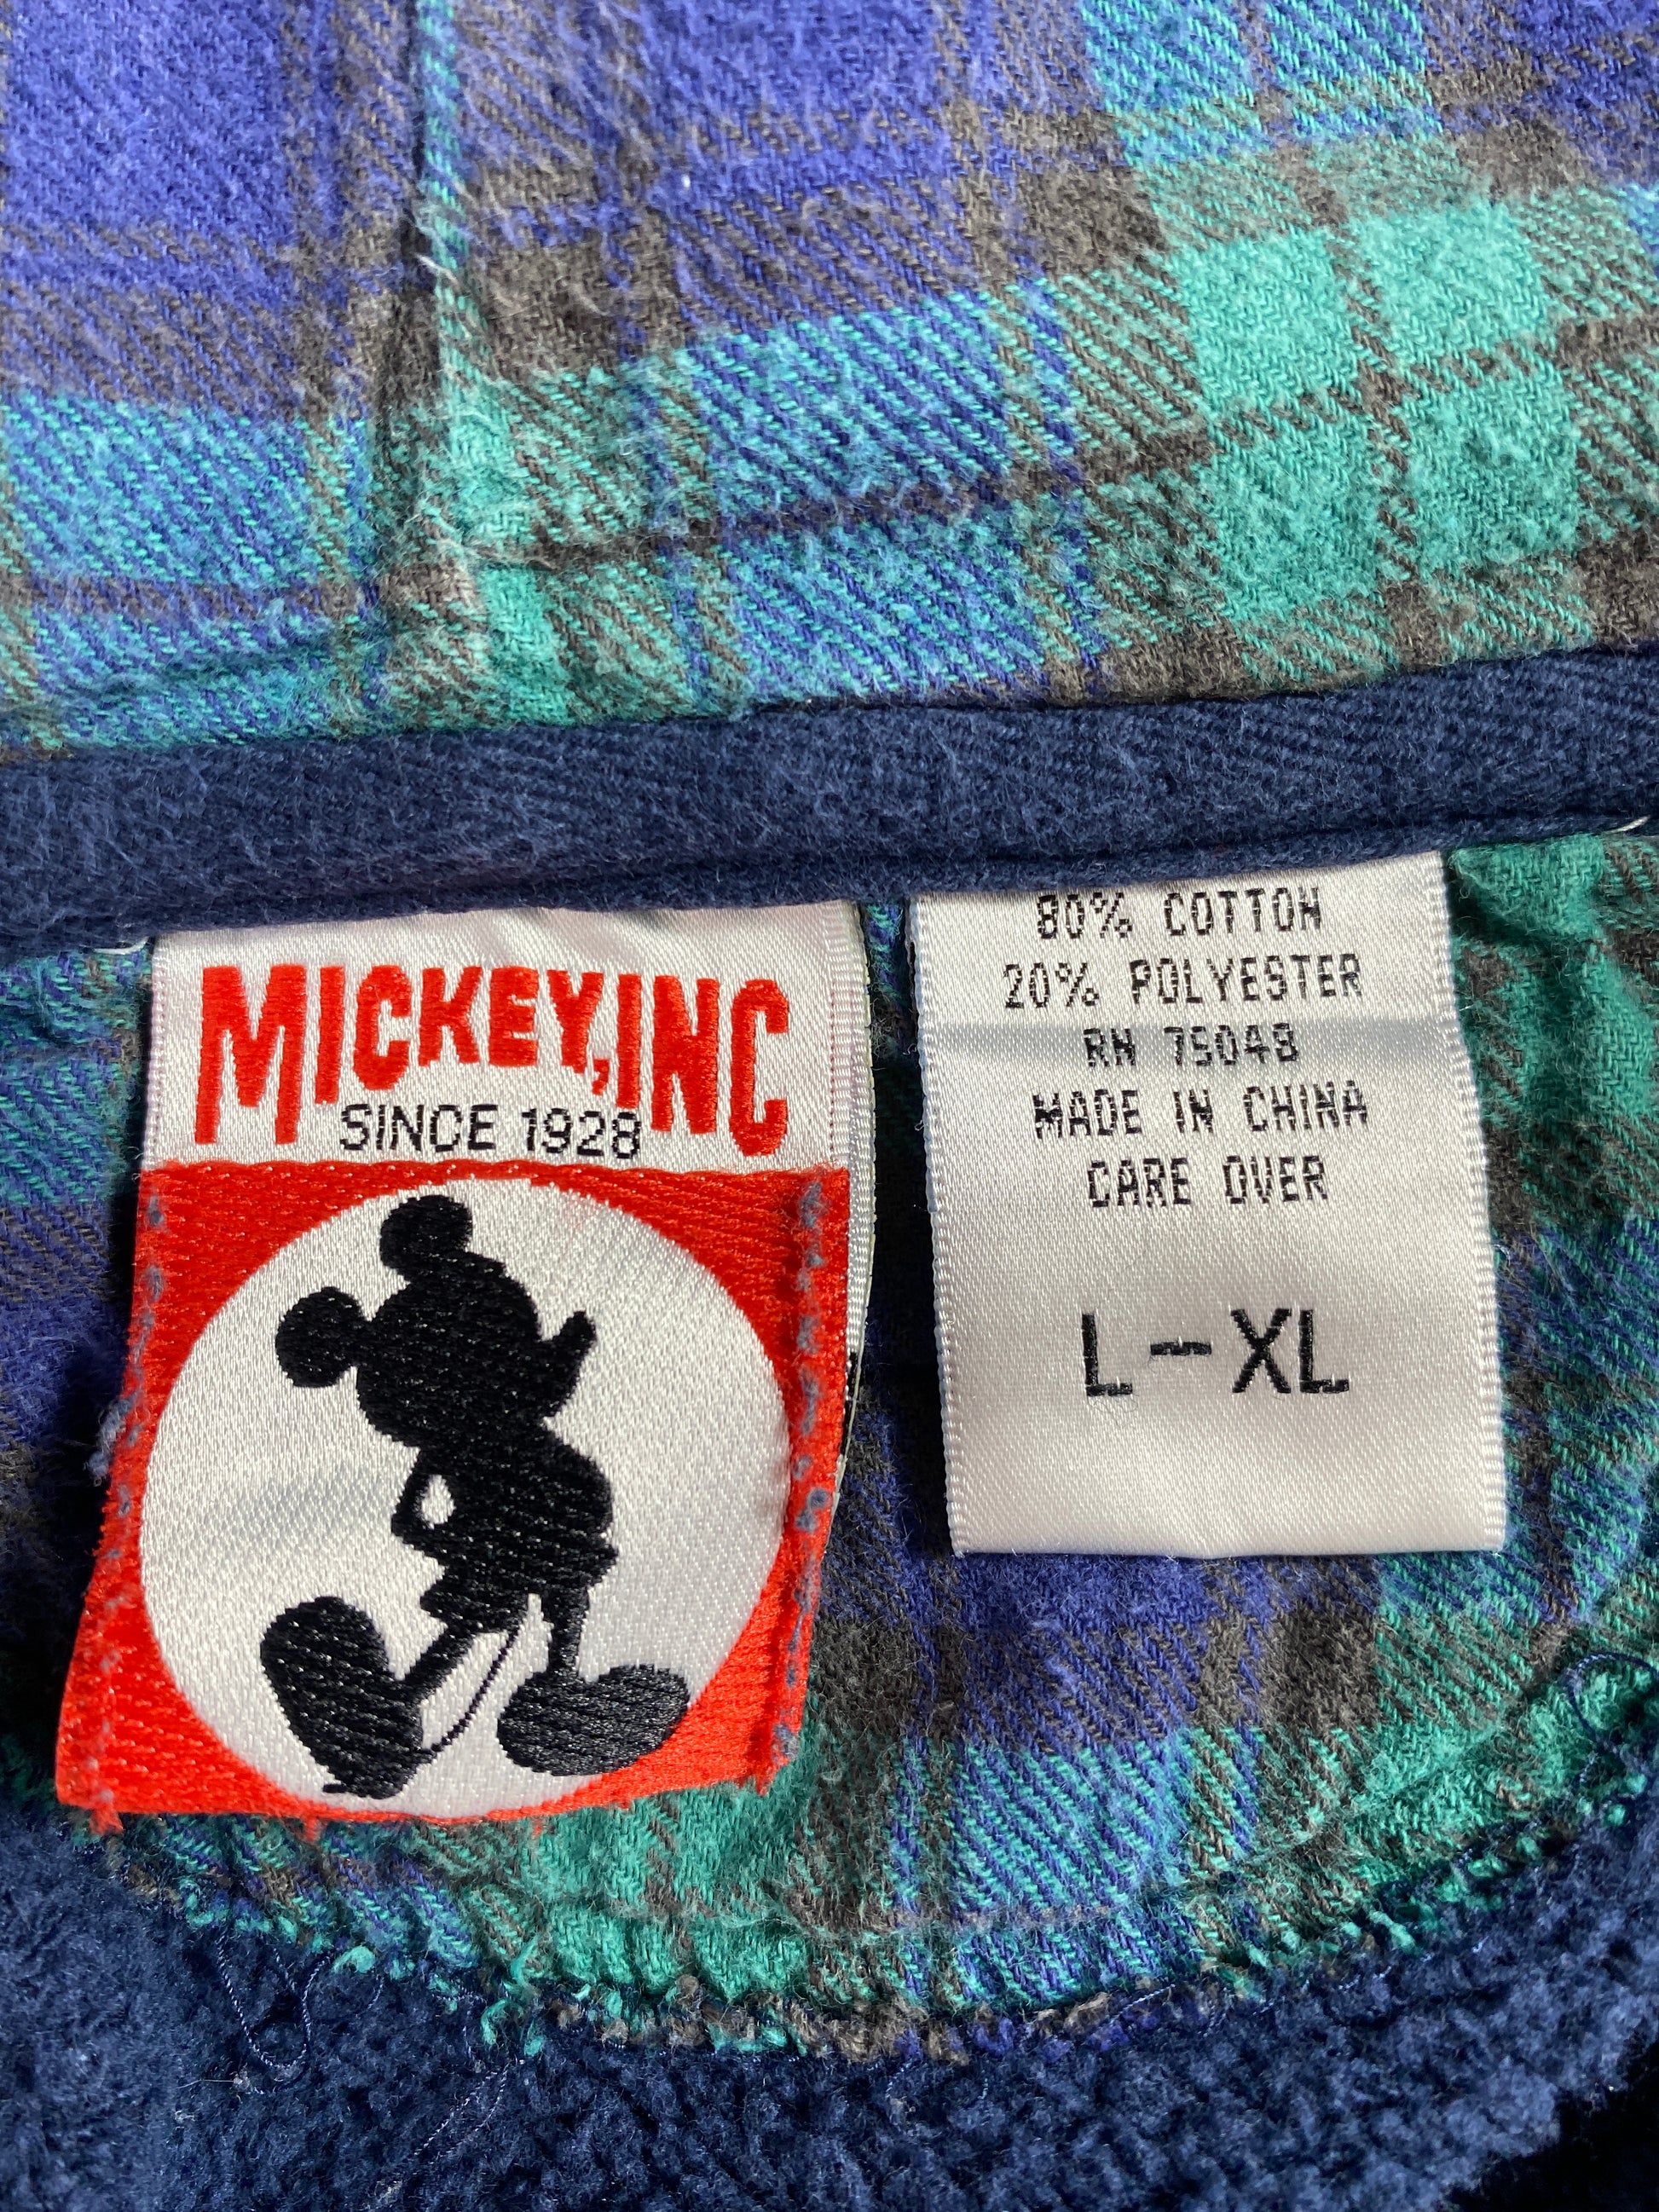 MICKEY,INC
SINCE 1928
80% COTTON
20% POLYESTER
RN 75048
MADE IN CHINA
CARE OVER
L-XL